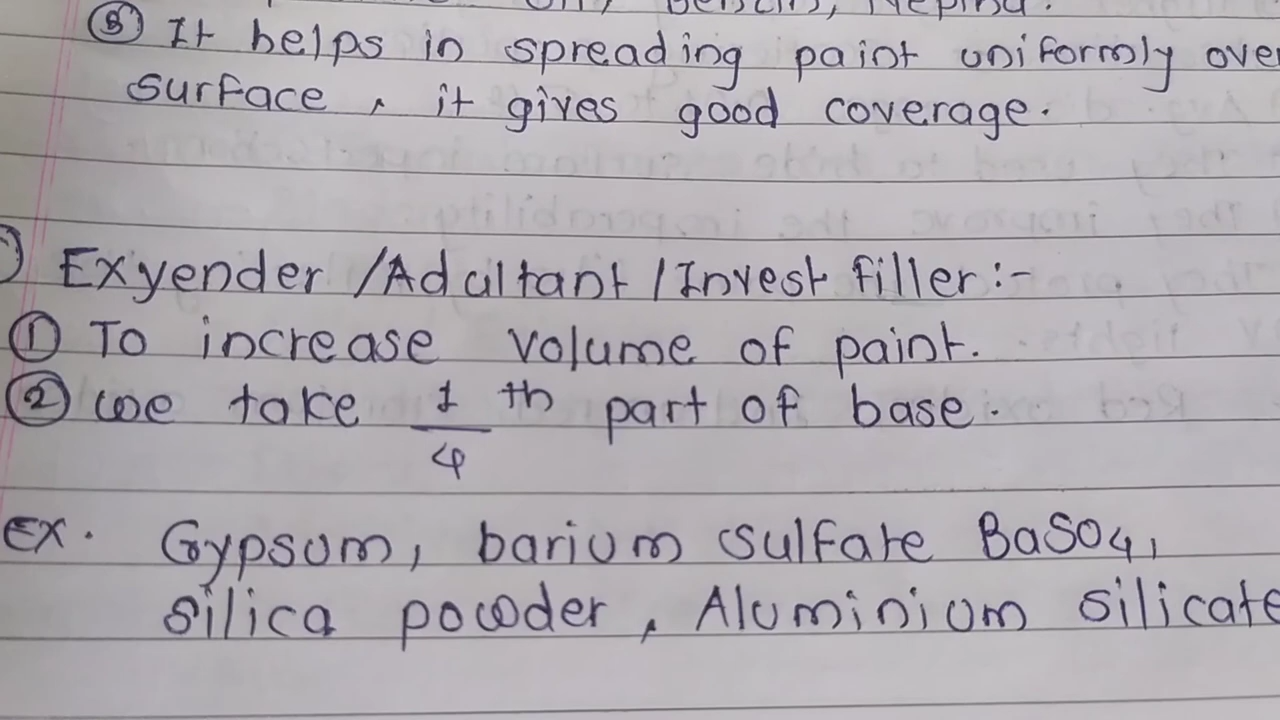 ⑤ It helps in spreading paint uniformly over
surface, it gives good coverage.
Exyender /Adcultant / Invest filler :-
① To increase volume of paint.
② we take 1/4 th part of base.
EX. Gypsum, barium sulfate BaSO4,
silica powder, Aluminium silicate